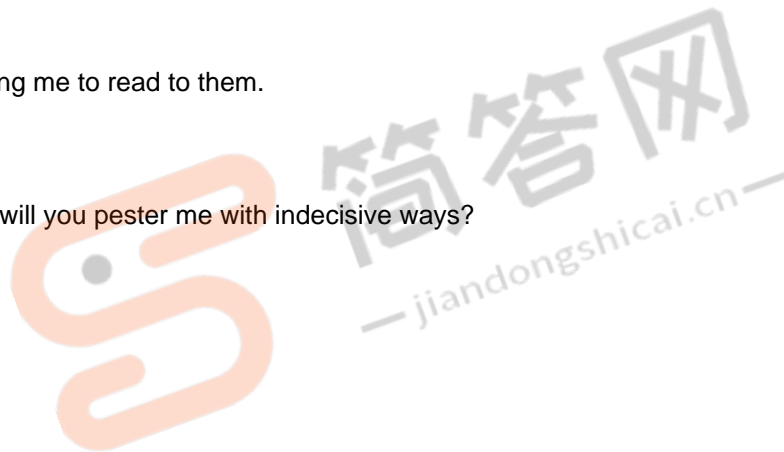 ng me to read to them.
will you pester me with indecisive ways?
简答网
jiandongshicai.cn